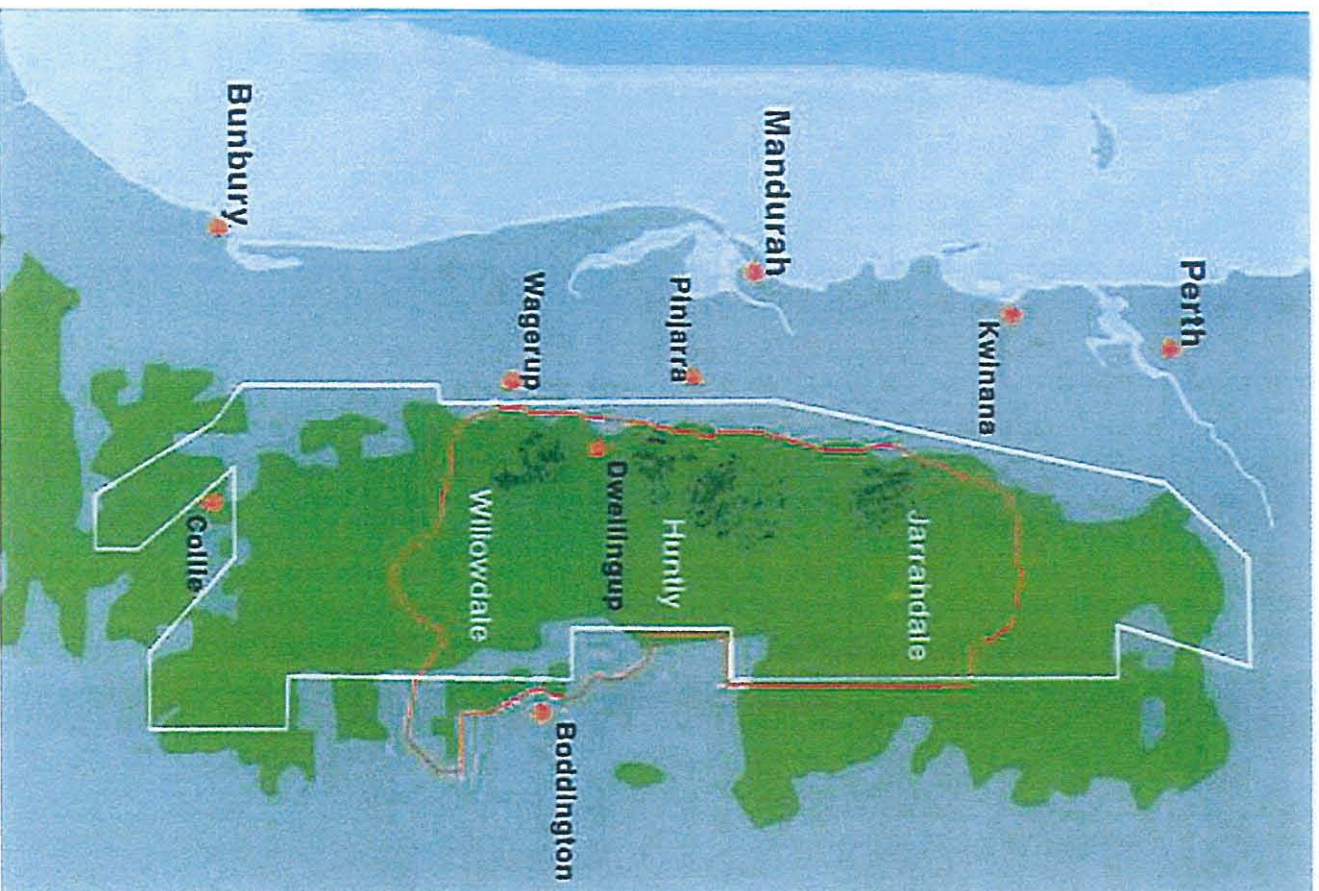 Perth
Kwinana
Jarrahdale
Mandurah
Pinjarra
Huntly
Dwellingup
Boddington
Wagerup
Willowdale
Bunbury
Collie